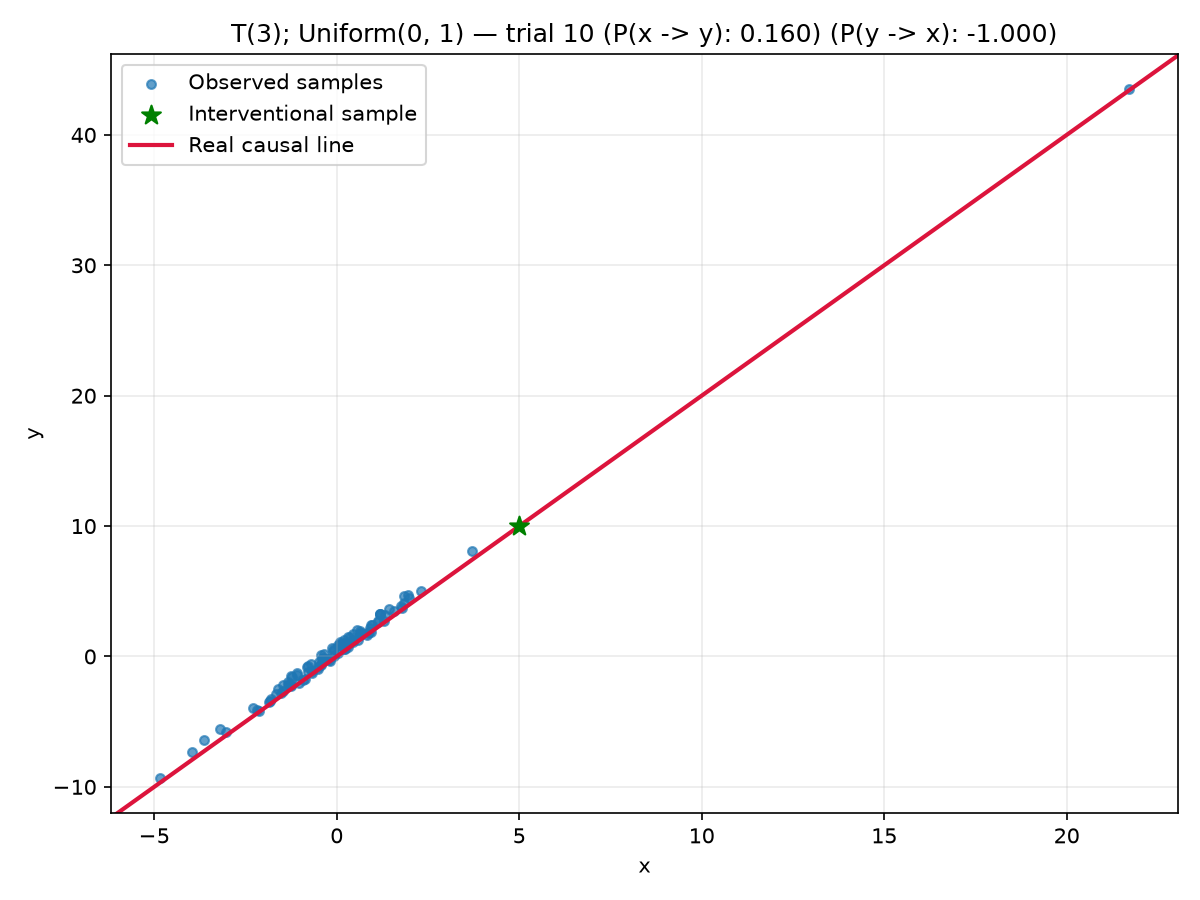 T(3); Uniform(0, 1) — trial 10 (P(x -> y): 0.160) (P(y -> x): -1.000)
Observed samples
Interventional sample
Real causal line
40
30
20
10
0
−10
y
−5 0 5 10 15 20
x